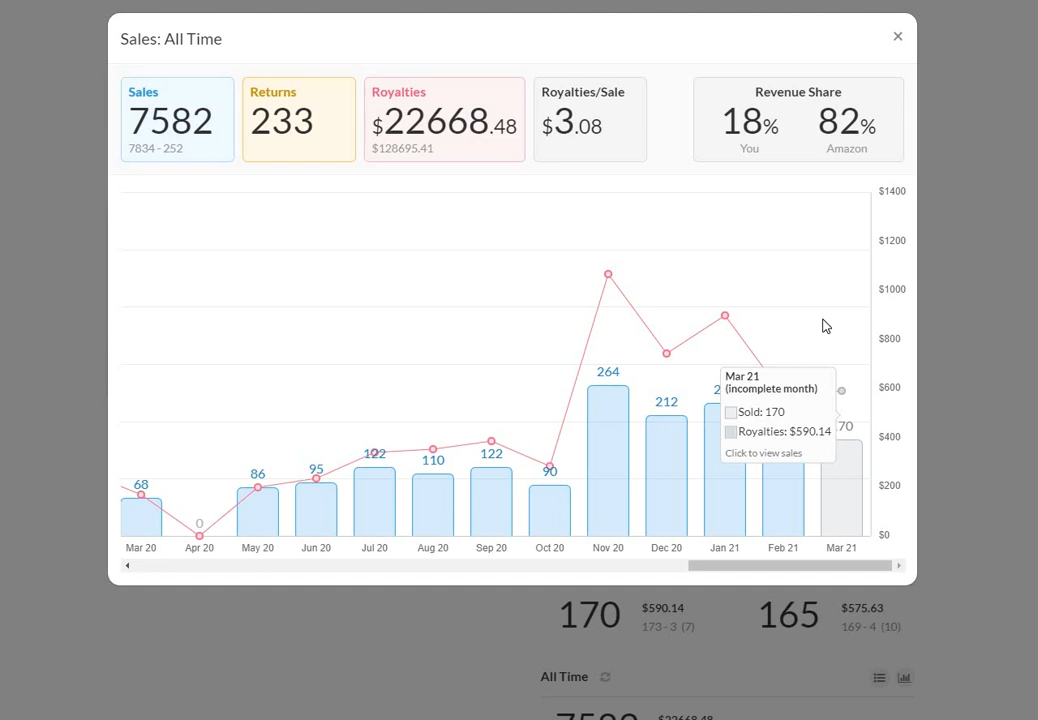 Sales: All Time
×
Sales
7582
7834 - 252
Returns
233
Royalties
$22668.48
$128695.41
Royalties/Sale
$3.08
Revenue Share
18% 82%
You Amazon
$1400
$1200
$1000
$800
$600
$400
$200
$0
68
0
86
95
122
110
122
90
264
212
2
70
Mar 21
(incomplete month)
Sold: 170
Royalties: $590.14
Click to view sales
Mar 20 Apr 20 May 20 Jun 20 Jul 20 Aug 20 Sep 20 Oct 20 Nov 20 Dec 20 Jan 21 Feb 21 Mar 21
170 $590.14
173 - 3 (7)
165 $575.63
169 - 4 (10)
All Time
7582 $22668.48